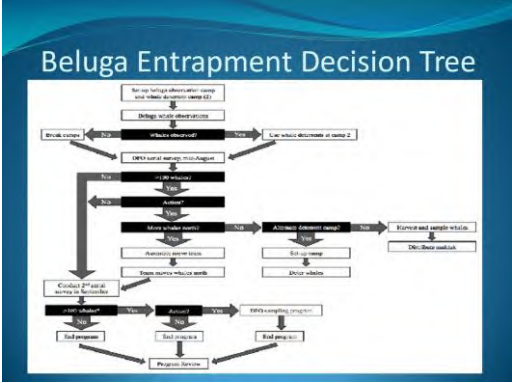 Beluga Entrapment Decision Tree
Set-up beluga observation camp
and whale deterrent camp (2)
Beluga whale observations
Break camps
No
Whales observed?
Yes
Use whale deterrents at camp 2
DFO aerial survey, mid-August
No
>100 whales?
Yes
No
Action?
Yes
Move whales north?
No
Alternate deterrent camp?
No
Harvest and sample whales
Yes
Yes
Distribute muktuk
move team
Set-up camp
Team moves whales north
Deter whales
Conduct 2nd aerial
survey in September
>100 whales?
Yes
Action?
Yes
DFO sampling program
No
No
End program
End program
End program
Program Review